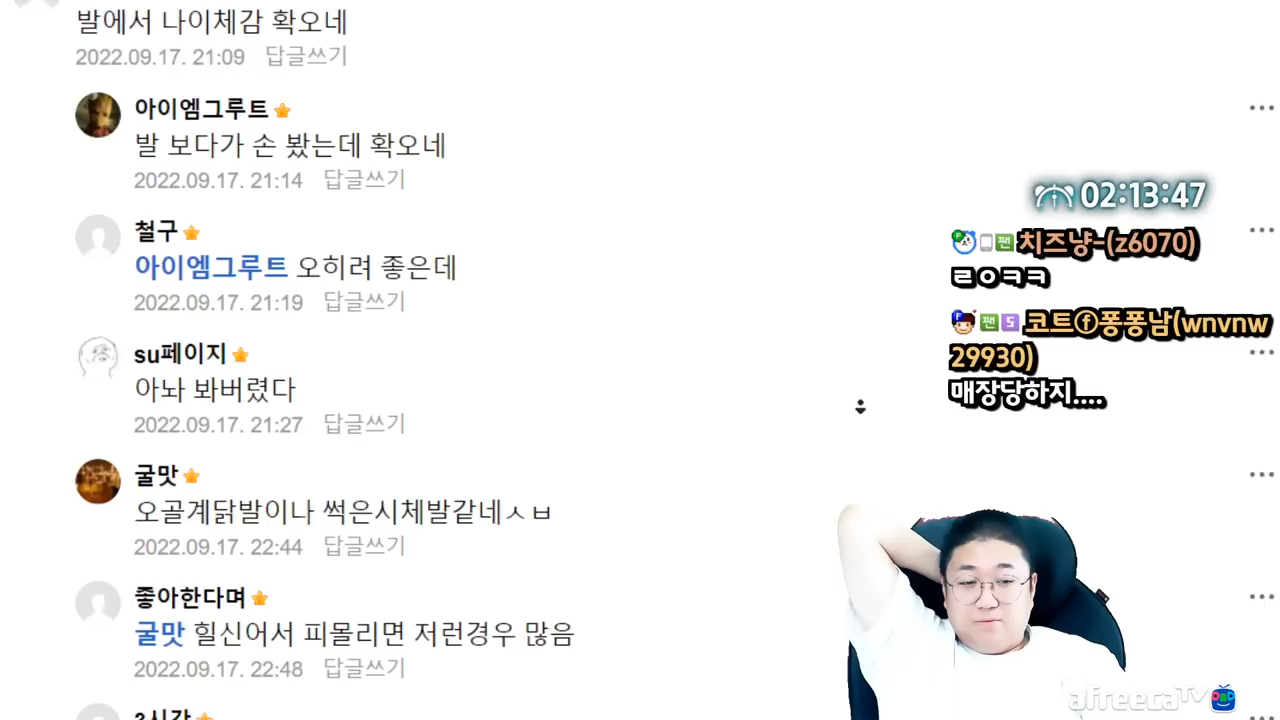 발에서 나이체감 확오네
2022.09.17. 21:09 답글쓰기
아이엠그루트
발 보다가 손 봤는데 확오네
2022.09.17. 21:14 답글쓰기
철구
아이엠그루트 오히려 좋은데
2022.09.17. 21:19 답글쓰기
su페이지
아놔 봐버렸다
2022.09.17. 21:27 답글쓰기
굴맛
오골계닭발이나 썩은시체발같네ㅅㅂ
2022.09.17. 22:44 답글쓰기
좋아한다며
굴맛 힐신어서 피몰리면 저런경우 많음
2022.09.17. 22:48 답글쓰기
2시간
02:13:47
F 팬 치즈냥-(z6070)
ㄹㅇㅋㅋ
F 팬 S 코트ⓕ퐁퐁남(wnvnw
29930)
매장당하지....
afreecaTV